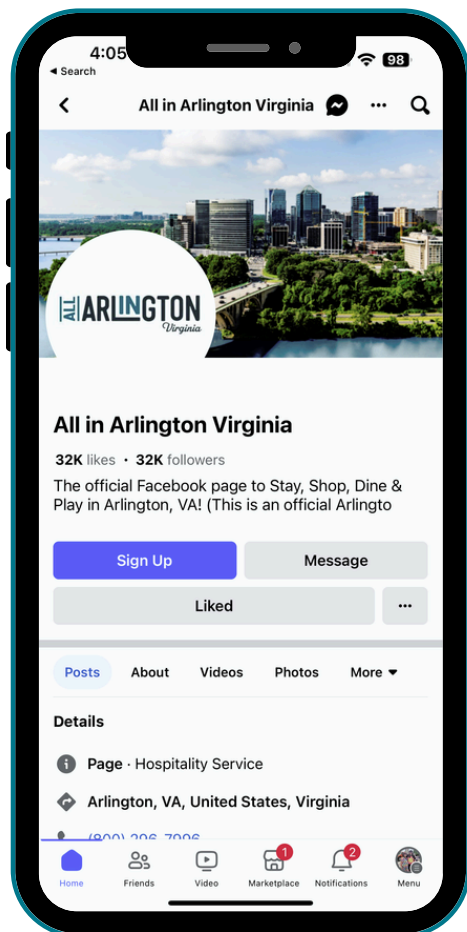 4:05
98
◄ Search
All in Arlington Virginia
ALL
ARLINGTON
Virginia
All in Arlington Virginia
32K likes · 32K followers
The official Facebook page to Stay, Shop, Dine &
Play in Arlington, VA! (This is an official Arlingto
Sign Up
Message
Liked
Posts
About
Videos
Photos
More
Details
Page · Hospitality Service
Arlington, VA, United States, Virginia
(800) 296-7996
1
2
Home
Friends
Video
Marketplace
Notifications
Menu